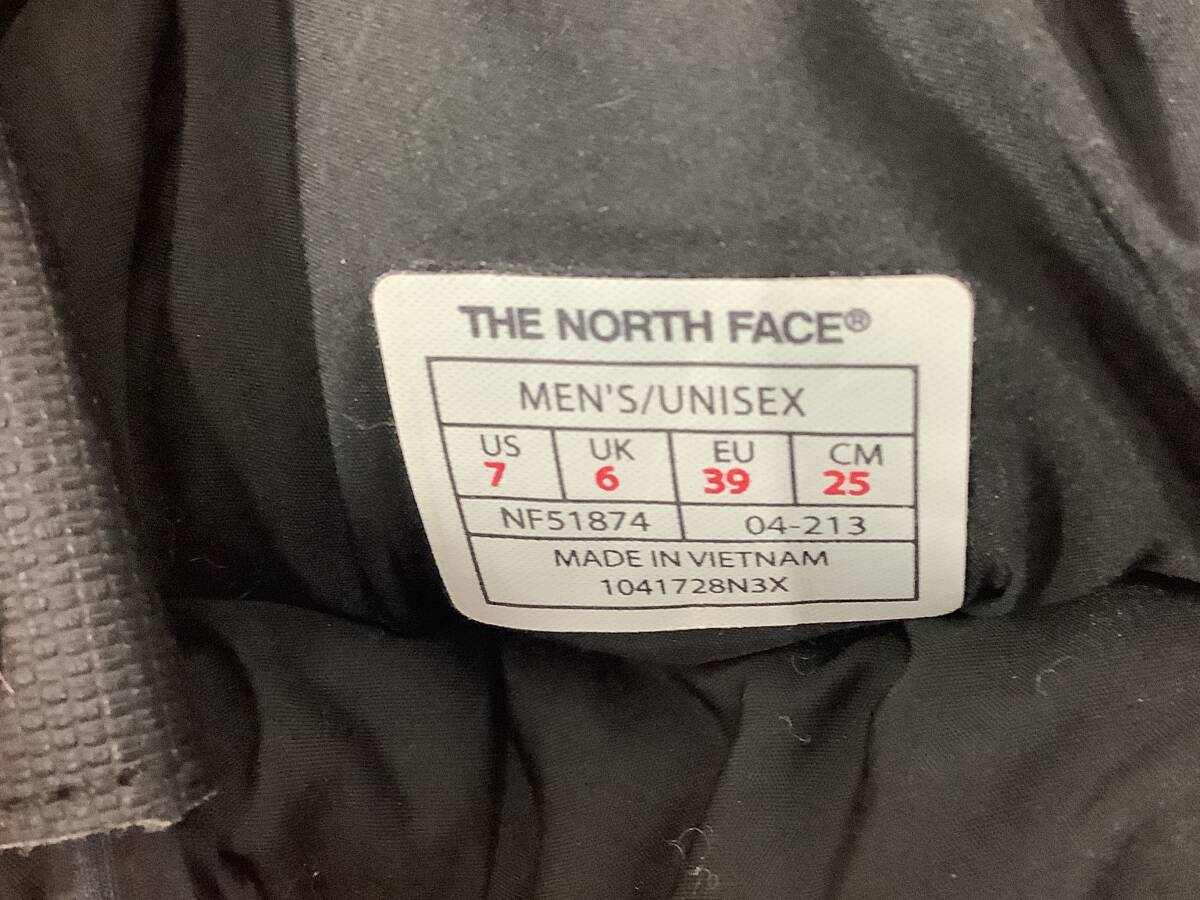 THE NORTH FACE®
MEN'S/UNISEX
US UK EU CM
7 6 39 25
NF51874 04-213
MADE IN VIETNAM
1041728N3X